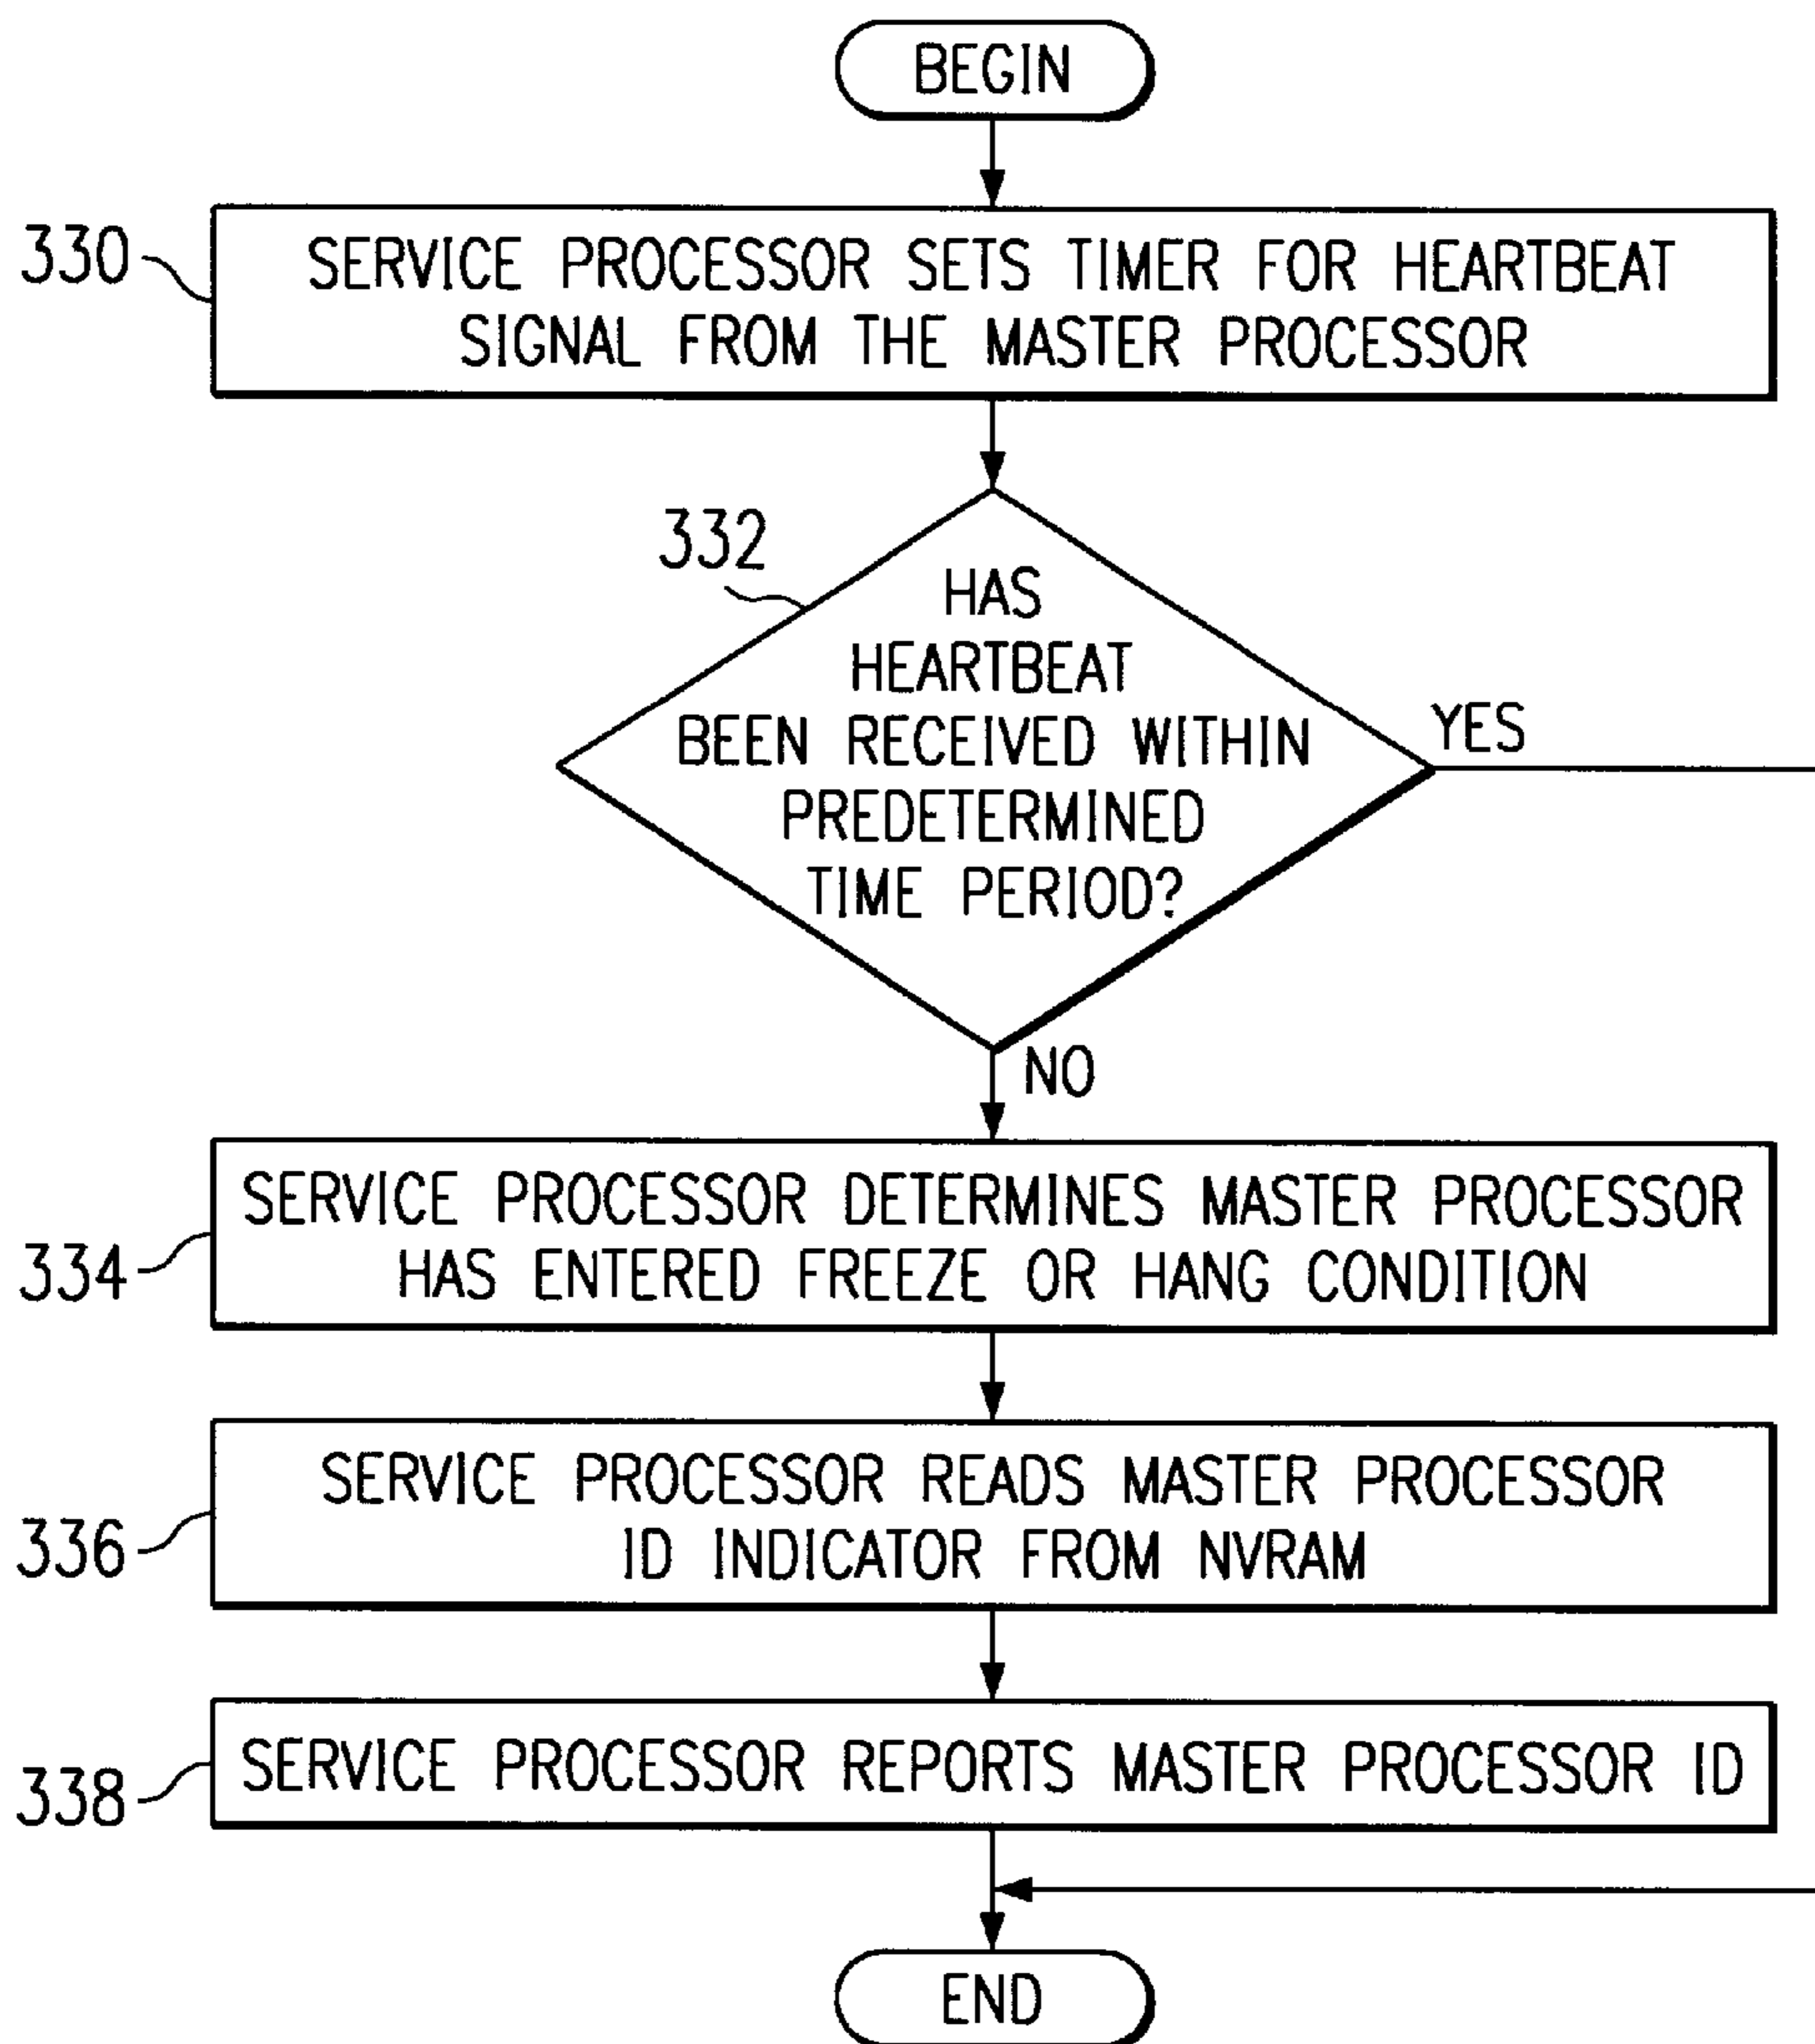 BEGIN
330
SERVICE PROCESSOR SETS TIMER FOR HEARTBEAT
SIGNAL FROM THE MASTER PROCESSOR
332
HAS
HEARTBEAT
BEEN RECEIVED WITHIN
PREDETERMINED
TIME PERIOD?
YES
NO
334
SERVICE PROCESSOR DETERMINES MASTER PROCESSOR
HAS ENTERED FREEZE OR HANG CONDITION
336
SERVICE PROCESSOR READS MASTER PROCESSOR
ID INDICATOR FROM NVRAM
338
SERVICE PROCESSOR REPORTS MASTER PROCESSOR ID
END